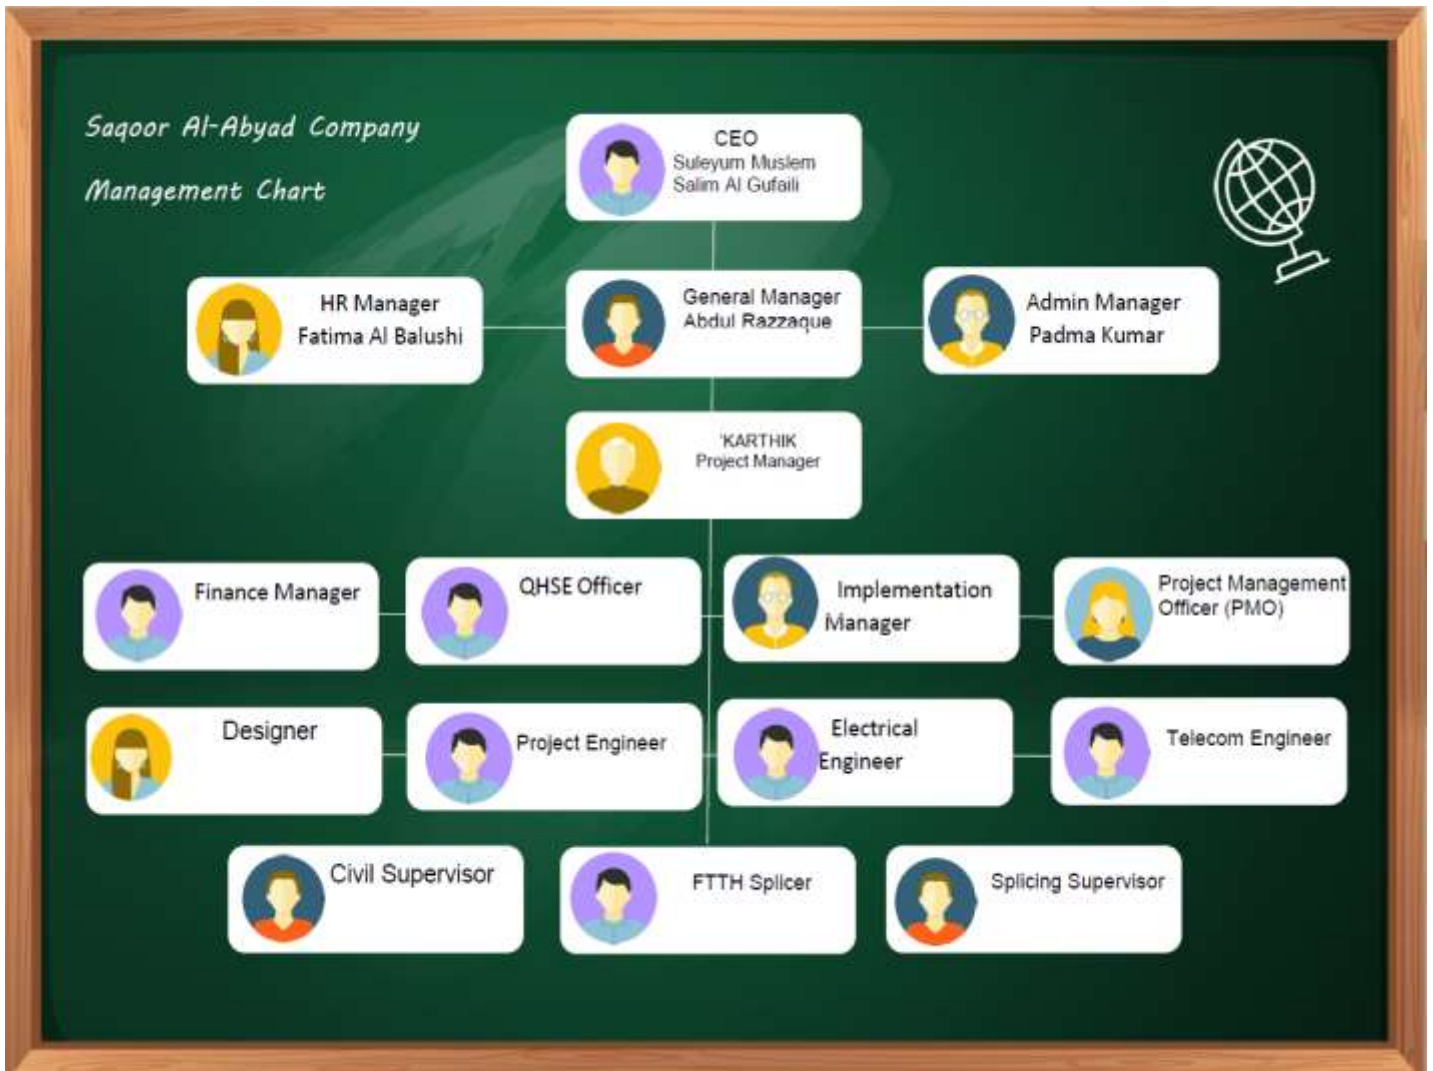 Saqoor Al-Abyad Company
Management Chart
CEO
Suleyum Muslem
Salim Al Gufaili
HR Manager
Fatima Al Balushi
General Manager
Abdul Razzaque
Admin Manager
Padma Kumar
'KARTHIK
Project Manager
Finance Manager
QHSE Officer
Implementation
Manager
Project Management
Officer (PMO)
Designer
Project Engineer
Electrical
Engineer
Telecom Engineer
Civil Supervisor
FTTH Splicer
Splicing Supervisor